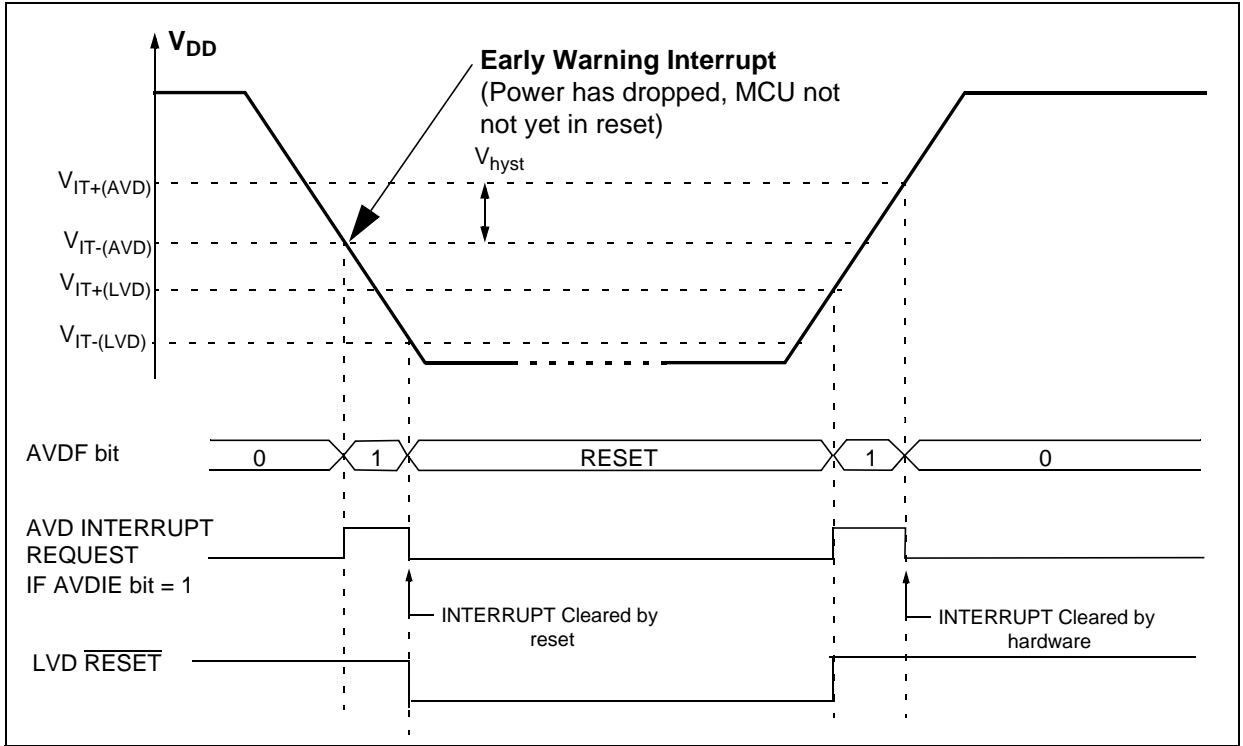 VDD
Early Warning Interrupt
(Power has dropped, MCU not
not yet in reset)
Vhyst
VIT+(AVD)
VIT-(AVD)
VIT+(LVD)
VIT-(LVD)
AVDF bit
0
1
RESET
1
0
AVD INTERRUPT
REQUEST
IF AVDIE bit = 1
INTERRUPT Cleared by
reset
INTERRUPT Cleared by
hardware
LVD RESET